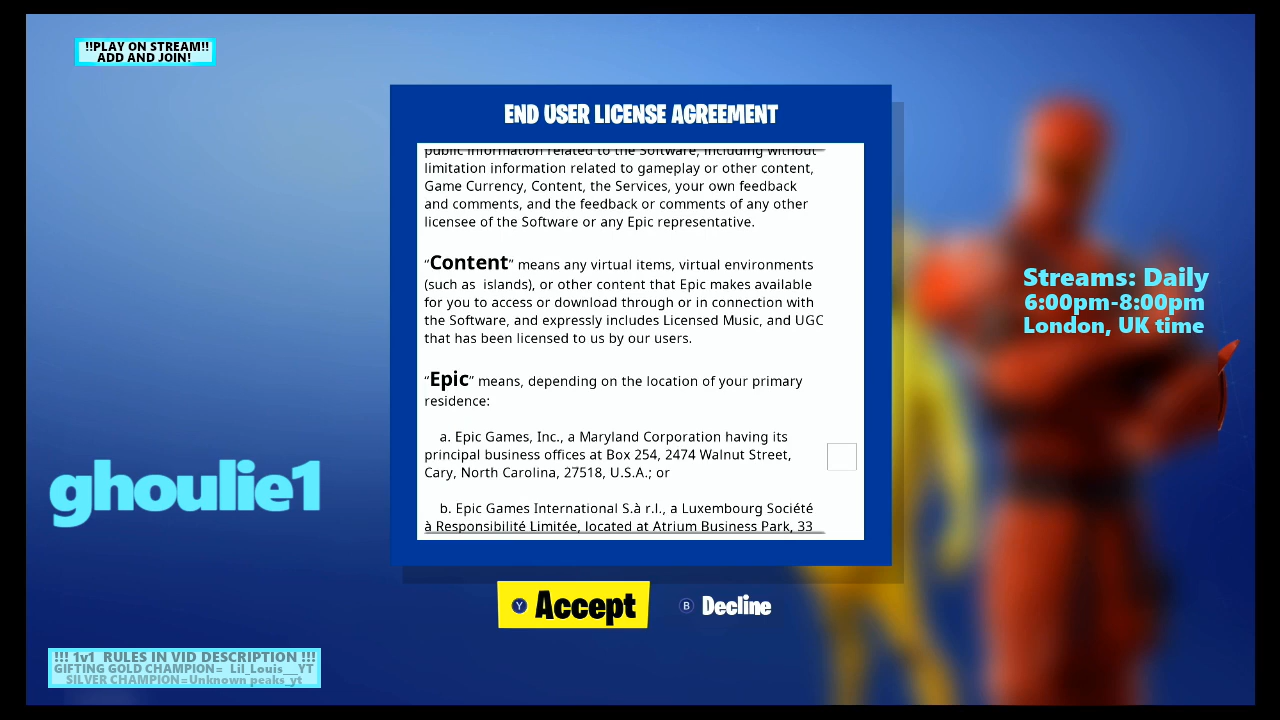 !!PLAY ON STREAM!!
ADD AND JOIN!
END USER LICENSE AGREEMENT
public information related to the Software, including without
limitation information related to gameplay or other content,
Game Currency, Content, the Services, your own feedback
and comments, and the feedback or comments of any other
licensee of the Software or any Epic representative.
“Content” means any virtual items, virtual environments
(such as  islands), or other content that Epic makes available
for you to access or download through or in connection with
the Software, and expressly includes Licensed Music, and UGC
that has been licensed to us by our users.
“Epic” means, depending on the location of your primary
residence:
a. Epic Games, Inc., a Maryland Corporation having its
principal business offices at Box 254, 2474 Walnut Street,
Cary, North Carolina, 27518, U.S.A.; or
b. Epic Games International S.à r.l., a Luxembourg Société
à Responsibilité Limitée, located at Atrium Business Park, 33
Streams: Daily
6:00pm-8:00pm
London, UK time
ghoulie1
Y Accept
B Decline
!!! 1v1  RULES IN VID DESCRIPTION !!!
GIFTING GOLD CHAMPION=  Lil_Louis__YT
SILVER CHAMPION=Unknown peaks_yt